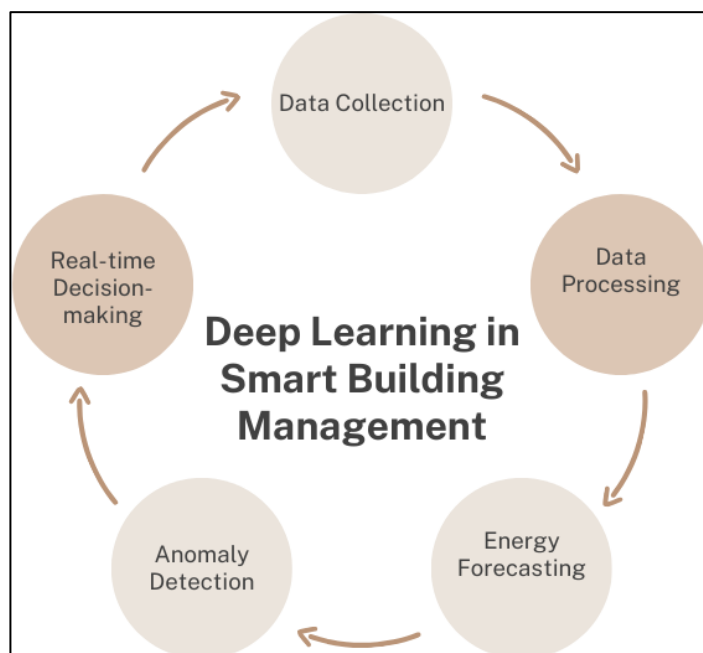 Data Collection
Data
Processing
Energy
Forecasting
Anomaly
Detection
Real-time
Decision-
making
Deep Learning in
Smart Building
Management